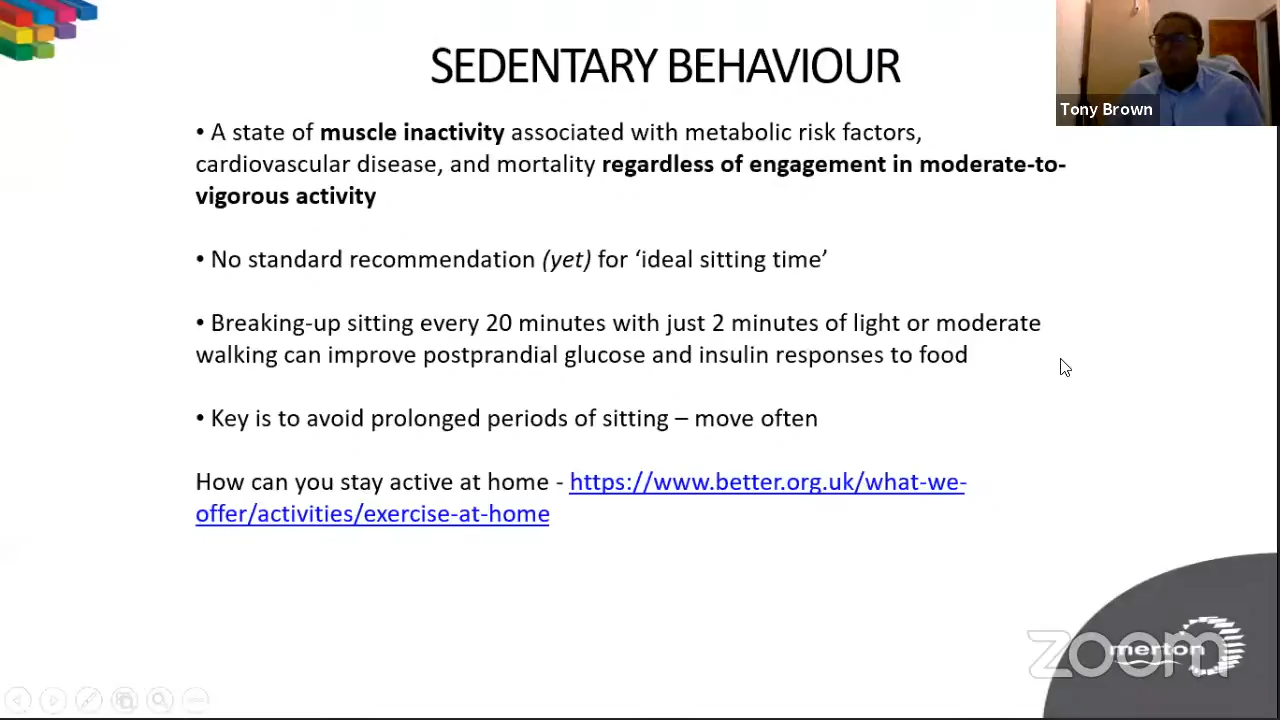 SEDENTARY BEHAVIOUR
Tony Brown
• A state of muscle inactivity associated with metabolic risk factors,
cardiovascular disease, and mortality regardless of engagement in moderate-to-
vigorous activity
• No standard recommendation (yet) for ‘ideal sitting time’
• Breaking-up sitting every 20 minutes with just 2 minutes of light or moderate
walking can improve postprandial glucose and insulin responses to food
• Key is to avoid prolonged periods of sitting – move often
How can you stay active at home - https://www.better.org.uk/what-we-
offer/activities/exercise-at-home
zoom
merton